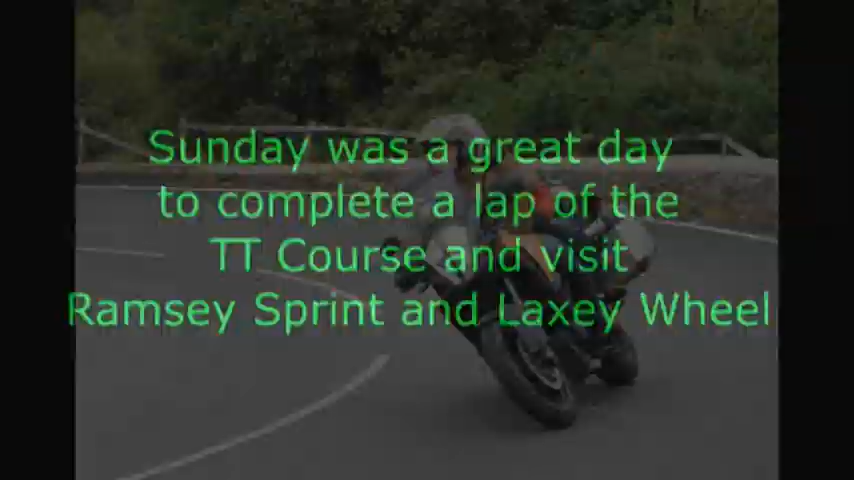 Sunday was a great day
to complete a lap of the
TT Course and visit
Ramsey Sprint and Laxey Wheel